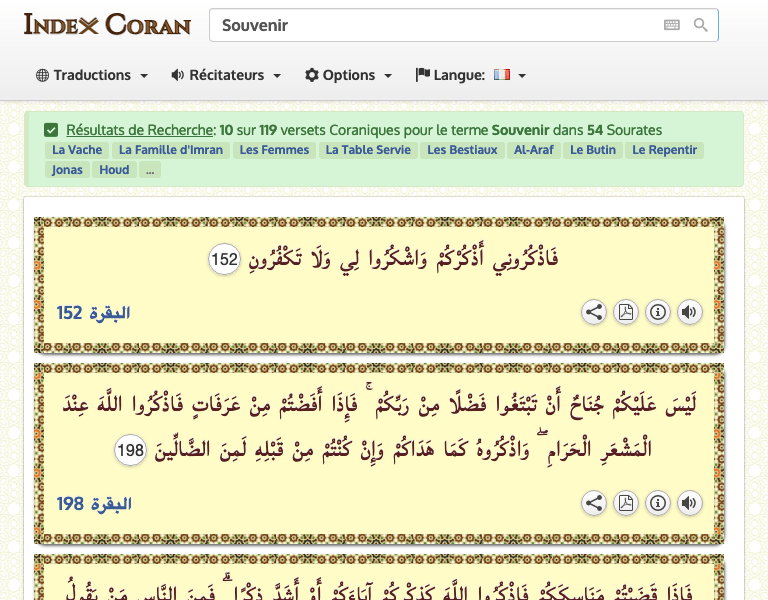 Index Coran
Souvenir
Traductions Récitateurs Options Langue:
Résultats de Recherche: 10 sur 119 versets Coraniques pour le terme Souvenir dans 54 Sourates
La Vache La Famille d'Imran Les Femmes La Table Servie Les Bestiaux Al-Araf Le Butin Le Repentir
Jonas Houd ...
فَاذْكُرُونِي أَذْكُرْكُمْ وَاشْكُرُوا لِي وَلَا تَكْفُرُونِ 152
البقرة 152
لَيْسَ عَلَيْكُمْ جُنَاحٌ أَنْ تَبْتَغُوا فَضْلًا مِنْ رَبِّكُمْ ۚ فَإِذَا أَفَضْتُمْ مِنْ عَرَفَاتٍ فَاذْكُرُوا اللَّهَ عِنْدَ
الْمَشْعَرِ الْحَرَامِ ۖ وَاذْكُرُوهُ كَمَا هَدَاكُمْ وَإِنْ كُنْتُمْ مِنْ قَبْلِهِ لَمِنَ الضَّالِّينَ 198
البقرة 198
فَإِذَا قَضَيْتُمْ مَنَاسِكَكُمْ فَاذْكُرُوا اللَّهَ كَذِكْرِكُمْ آبَاءَكُمْ أَوْ أَشَدَّ ذِكْرًا ۗ فَمِنَ النَّاسِ مَنْ يَقُولُ